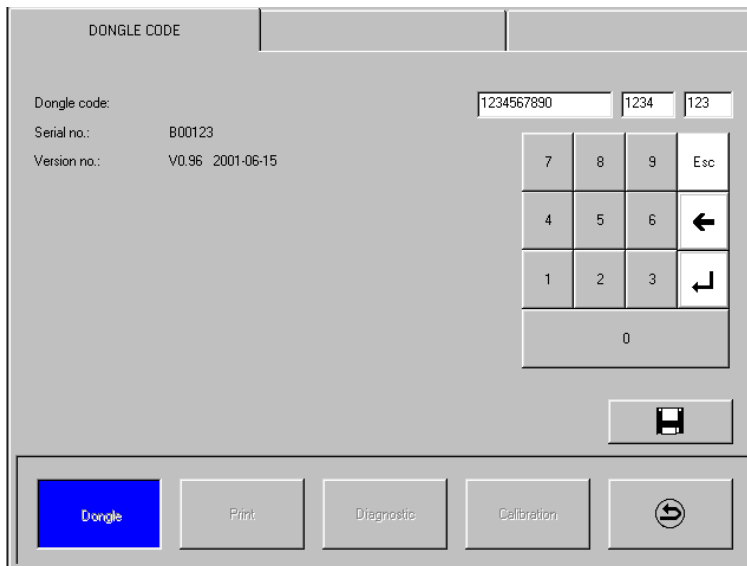 DONGLE CODE
Dongle code: 1234567890 1234 123
Serial no.: B00123
Version no.: V0.96 2001-06-15
7 8 9 Esc
4 5 6
1 2 3
0
Dongle Print Diagnostic Calibration